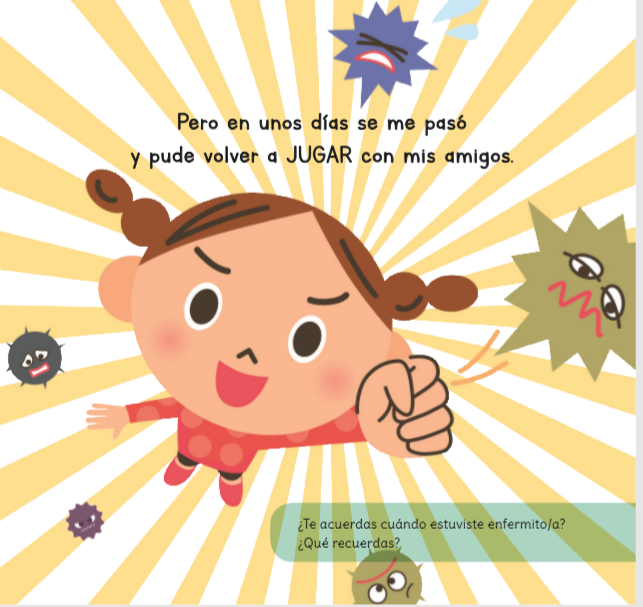 Pero en unos días se me pasó
y pude volver a JUGAR con mis amigos.
¿Te acuerdas cuándo estuviste enfermito/a?
¿Qué recuerdas?